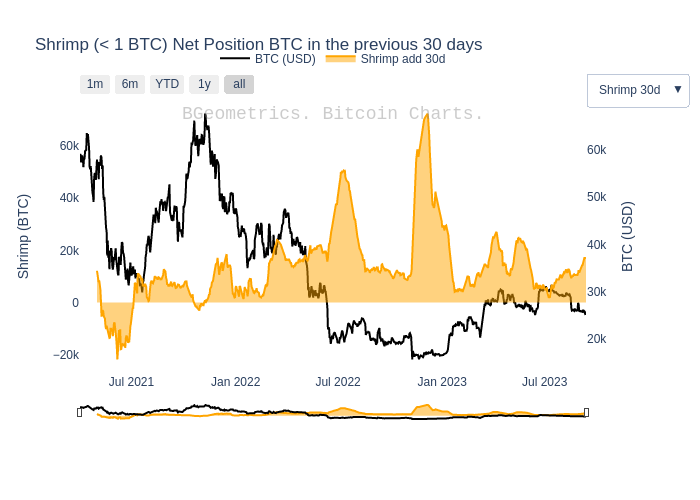 Shrimp (< 1 BTC) Net Position BTC in the previous 30 days
BTC (USD) Shrimp add 30d
1m 6m YTD 1y all
Shrimp 30d ▼
BGeometrics. Bitcoin Charts.
60k
40k
20k
0
−20k
Shrimp (BTC)
60k
50k
40k
30k
20k
BTC (USD)
Jul 2021 Jan 2022 Jul 2022 Jan 2023 Jul 2023